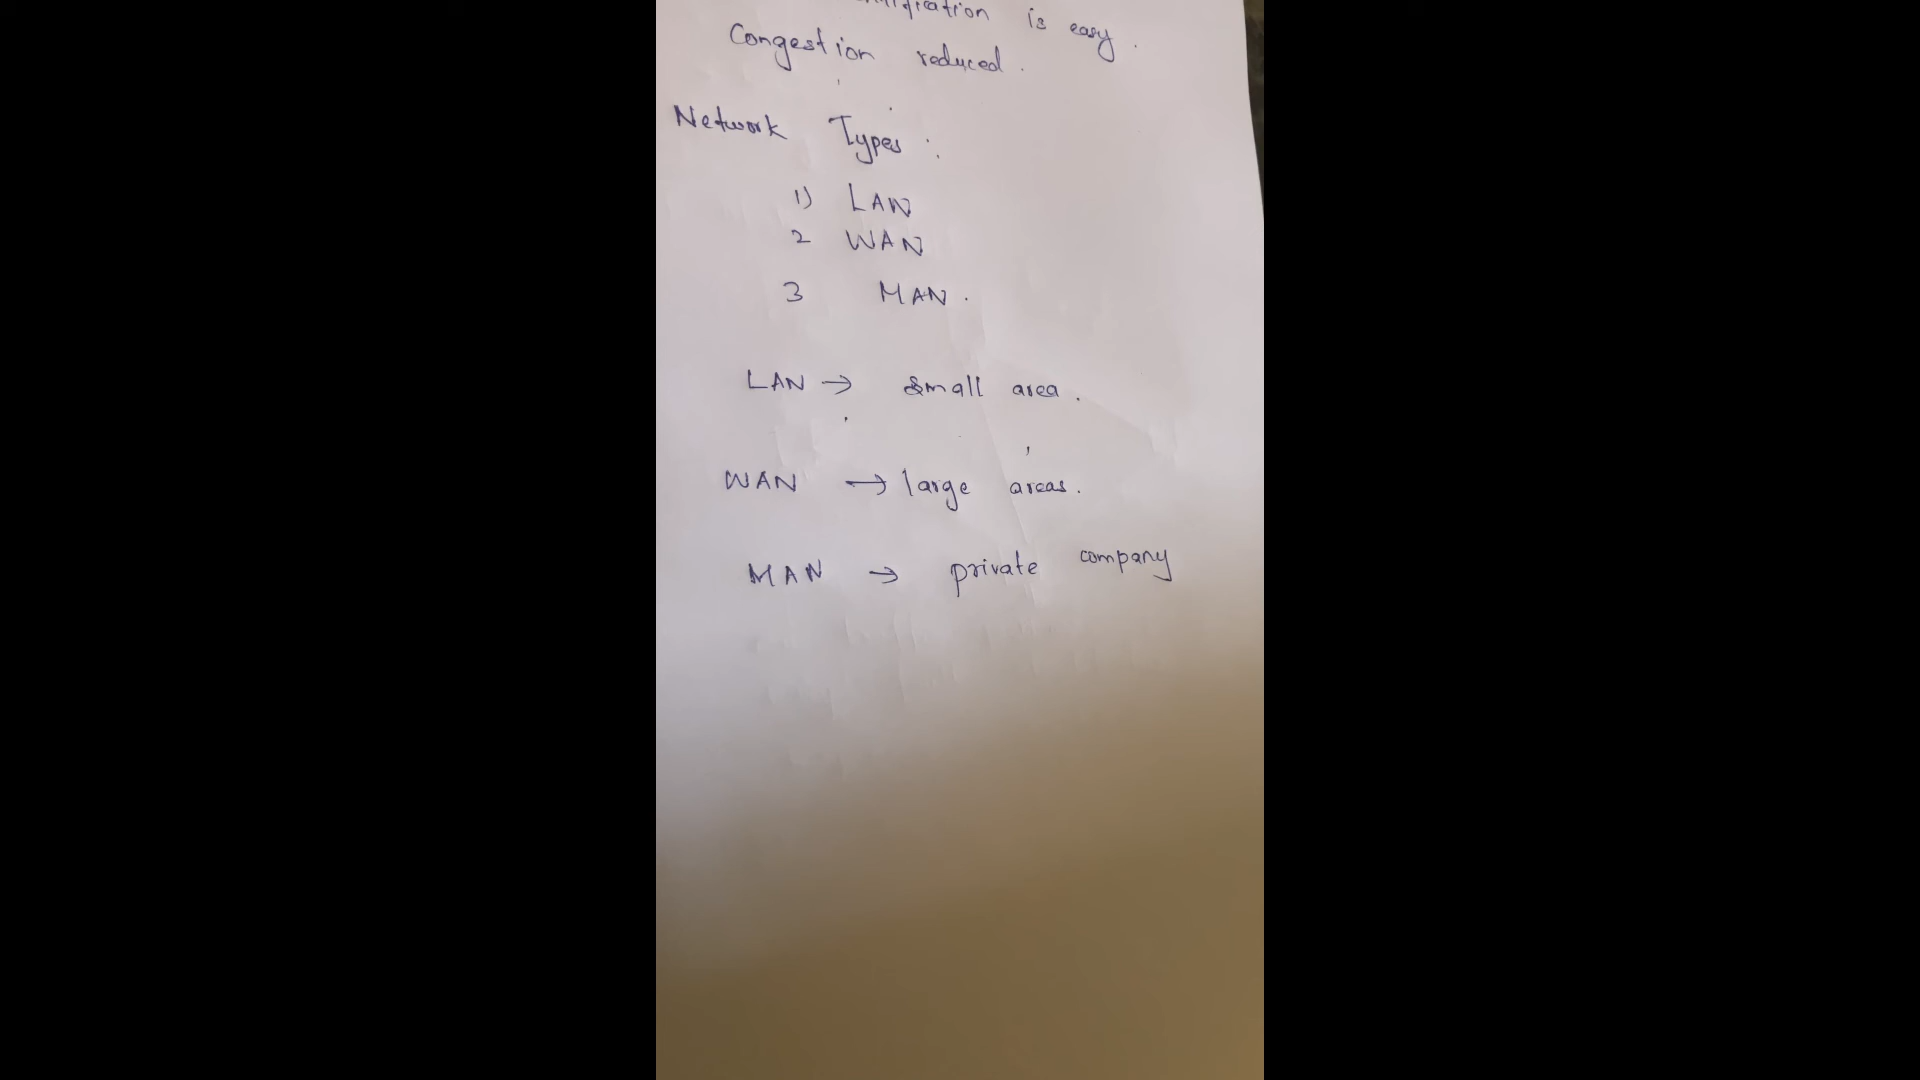 is easy.
Congestion reduced.
Network Types :
1) LAN
2 WAN
3 MAN.
LAN → small area.
WAN → large areas.
MAN → private company